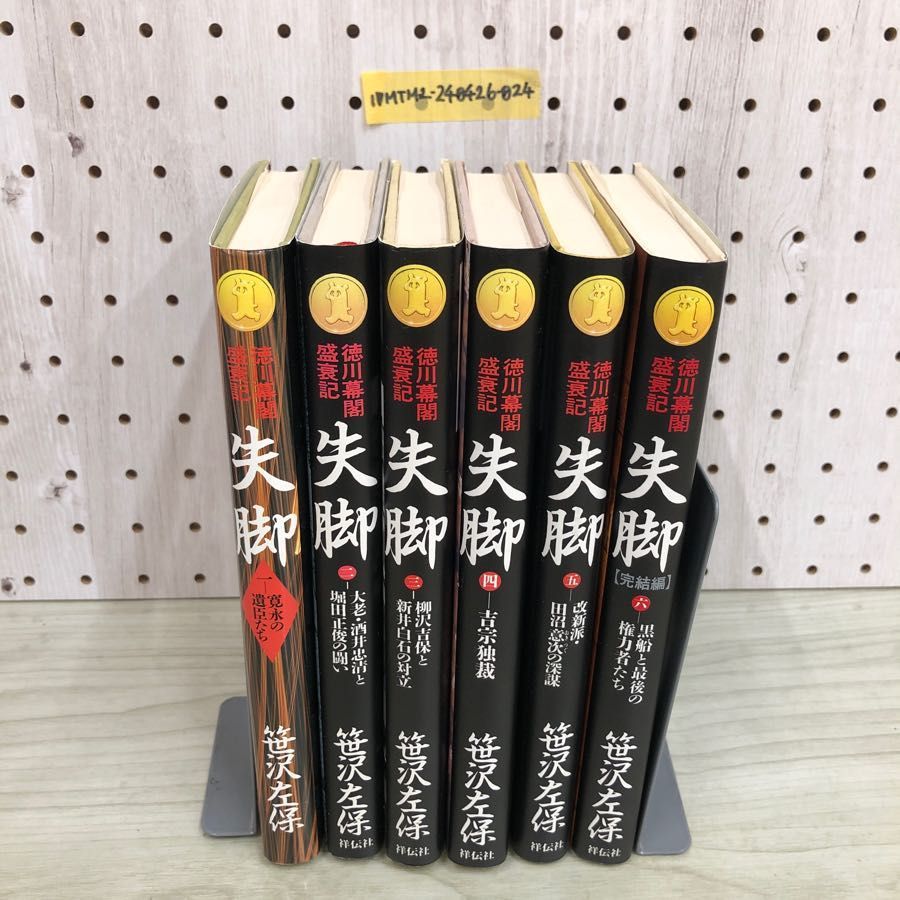 1VMTM2-240426-024
徳川幕閣
盛衰記
失脚
一
寛永の
遺臣たち
笹沢左保
徳川幕閣
盛衰記
失脚
二
大老・酒井忠清と
堀田正俊の闘い
笹沢左保
祥伝社
徳川幕閣
盛衰記
失脚
三
柳沢吉保と
新井白石の対立
笹沢左保
祥伝社
徳川幕閣
盛衰記
失脚
四
吉宗独裁
笹沢左保
祥伝社
徳川幕閣
盛衰記
失脚
五
改新派・
田沼意次の深謀
笹沢左保
祥伝社
徳川幕閣
盛衰記
失脚
【完結編】
六
黒船と最後の
権力者たち
笹沢左保
祥伝社